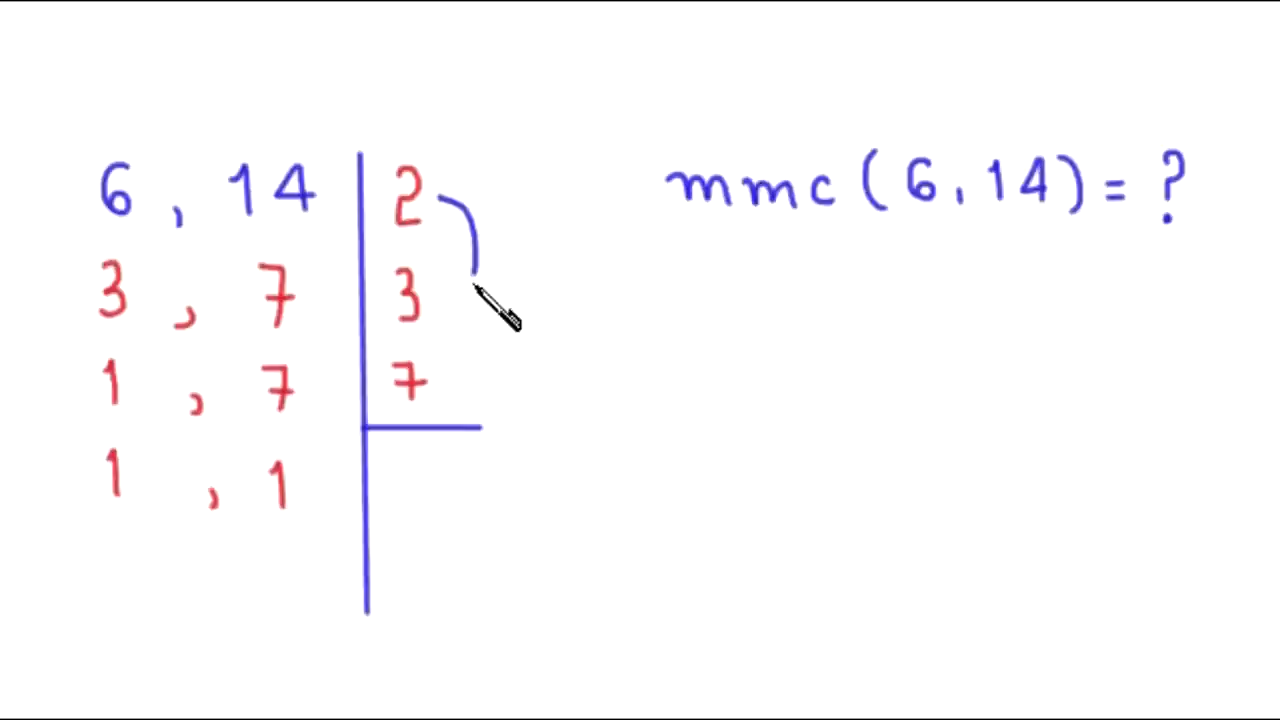 6 , 14 | 2
3 , 7 | 3
1 , 7 | 7
1 , 1 |
mmc ( 6 , 14 ) = ?